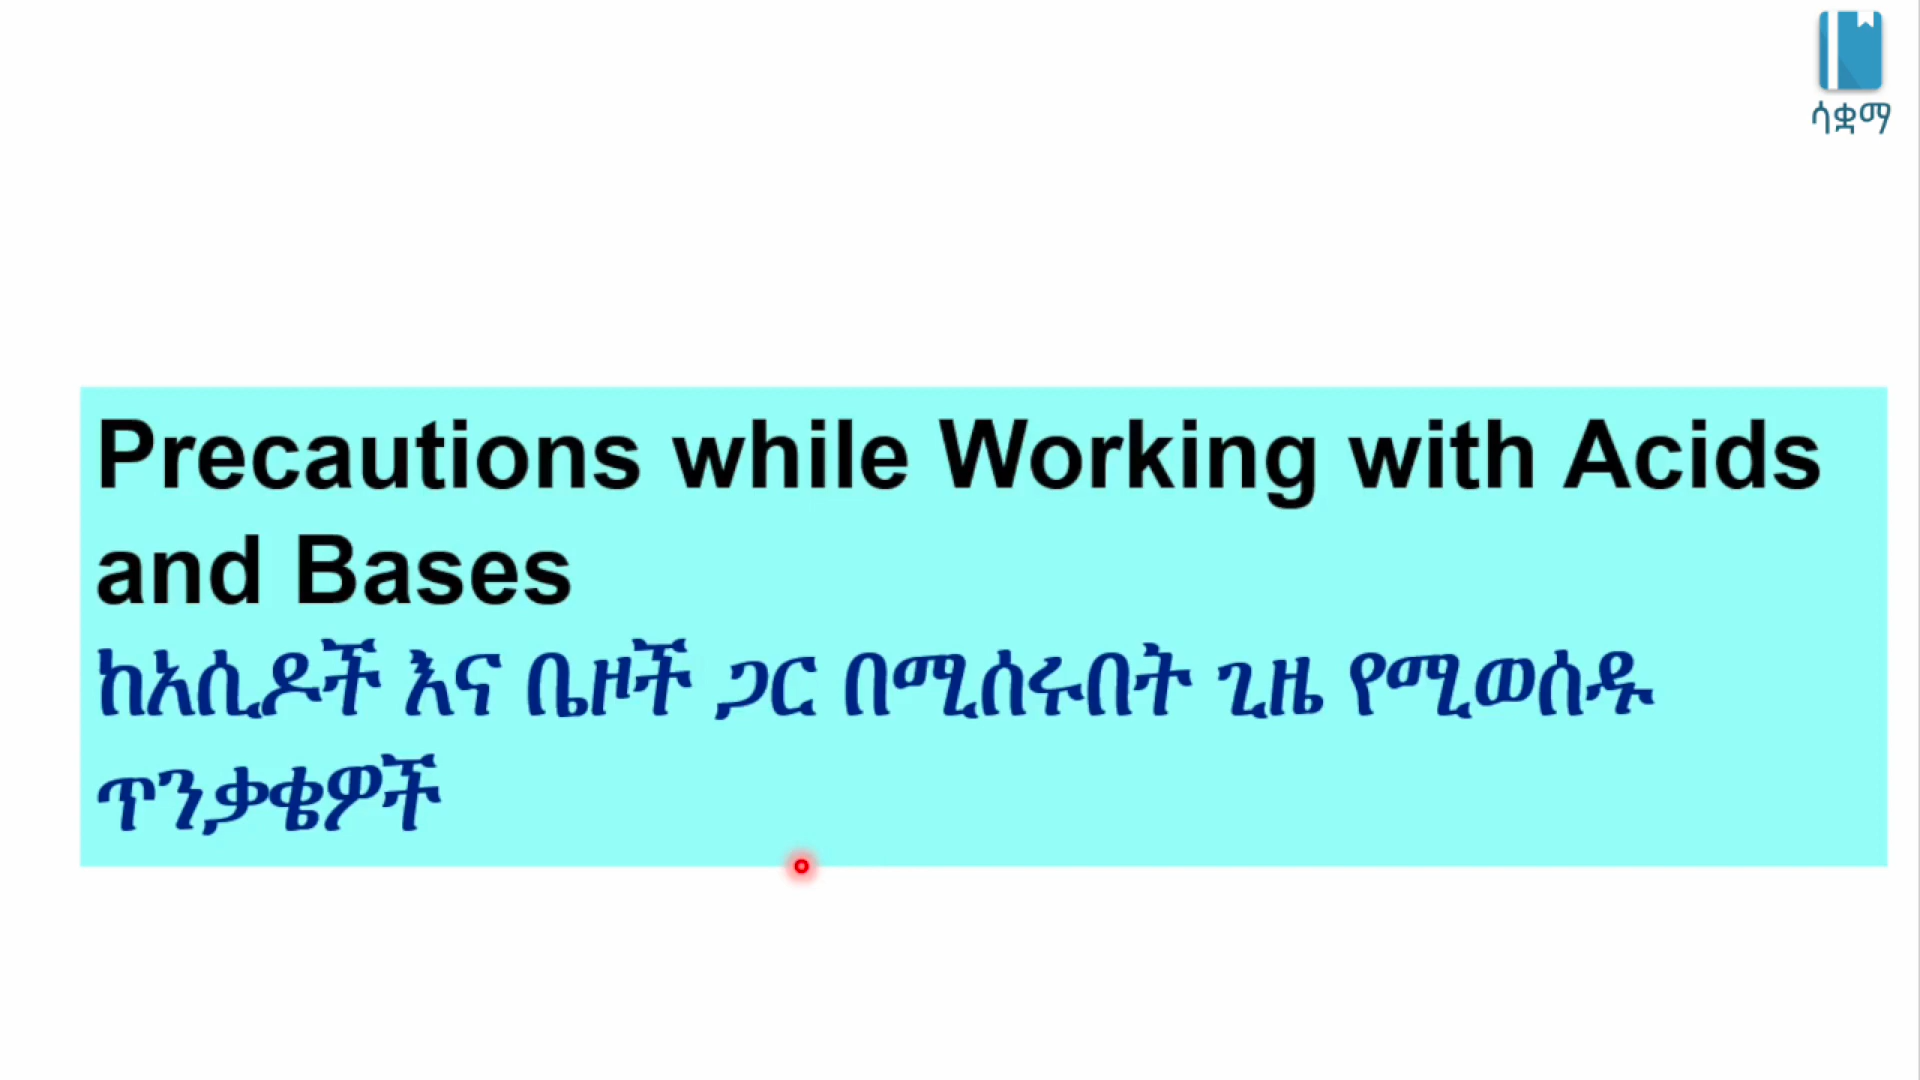 ሳቋማ
Precautions while Working with Acids
and Bases
ከአሲዶች እና ቤዞች ጋር በሚሰሩበት ጊዜ የሚወሰዱ
ጥንቃቄዎች